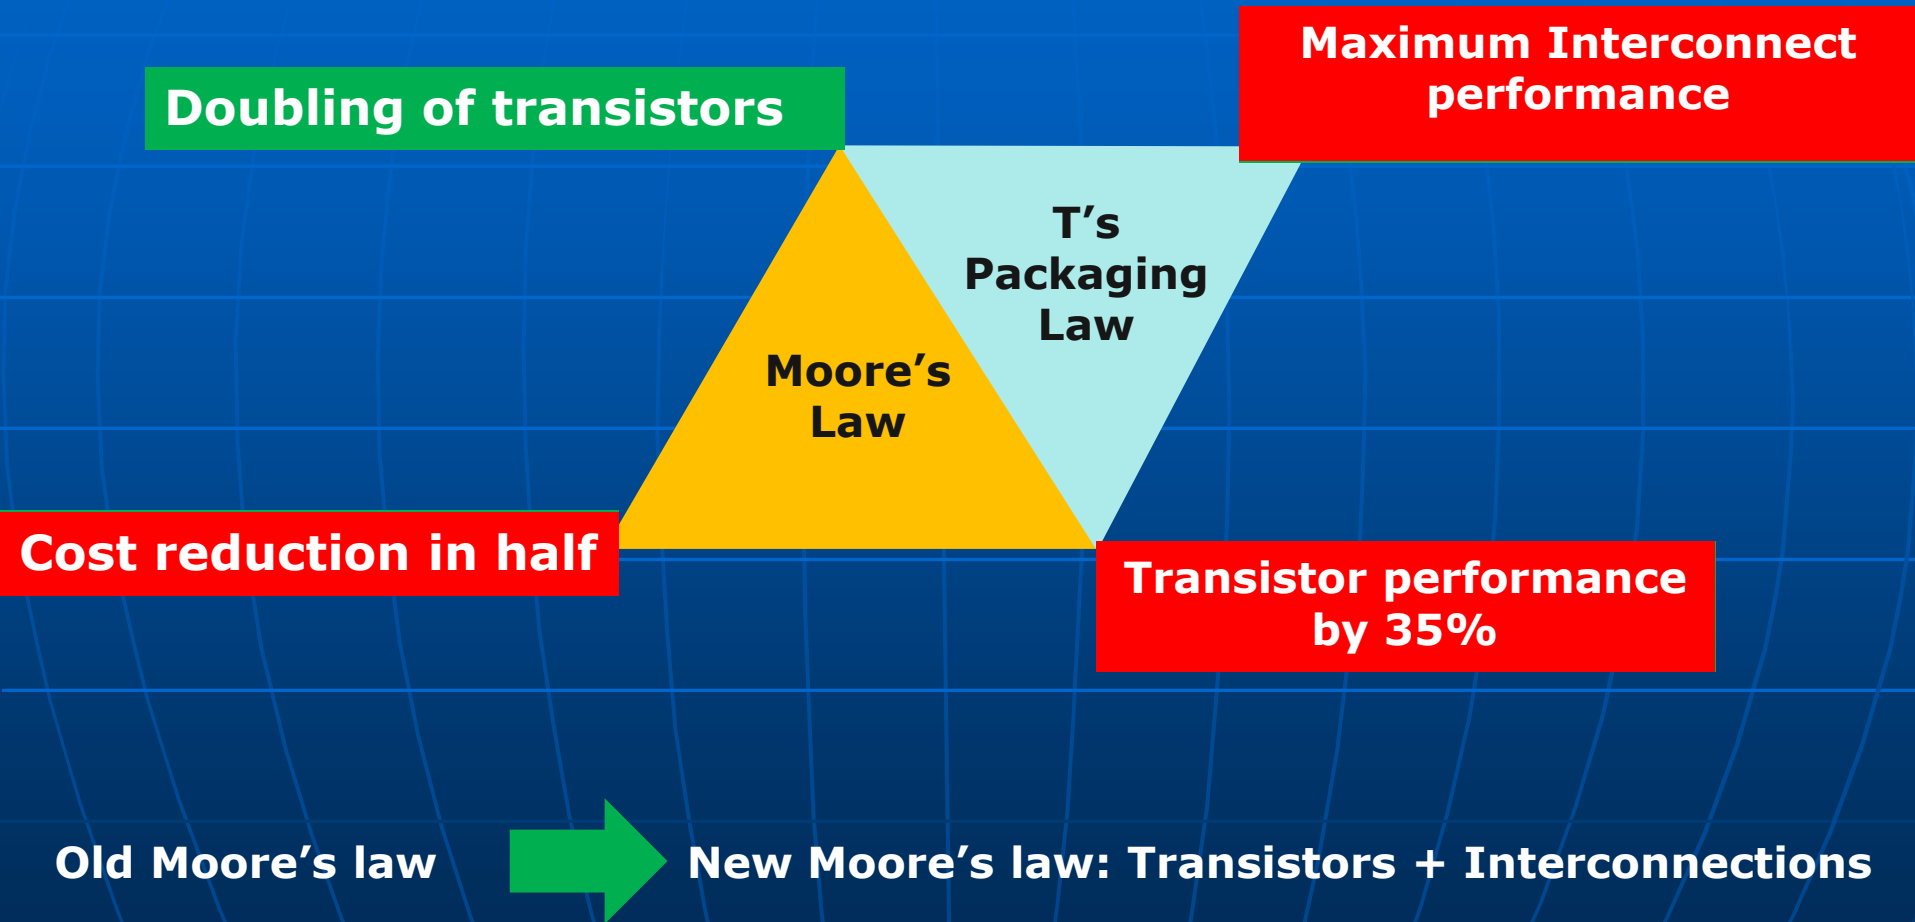 Maximum Interconnect
performance
Doubling of transistors
T’s
Packaging
Law
Moore’s
Law
Cost reduction in half
Transistor performance
by 35%
Old Moore’s law
New Moore’s law: Transistors + Interconnections